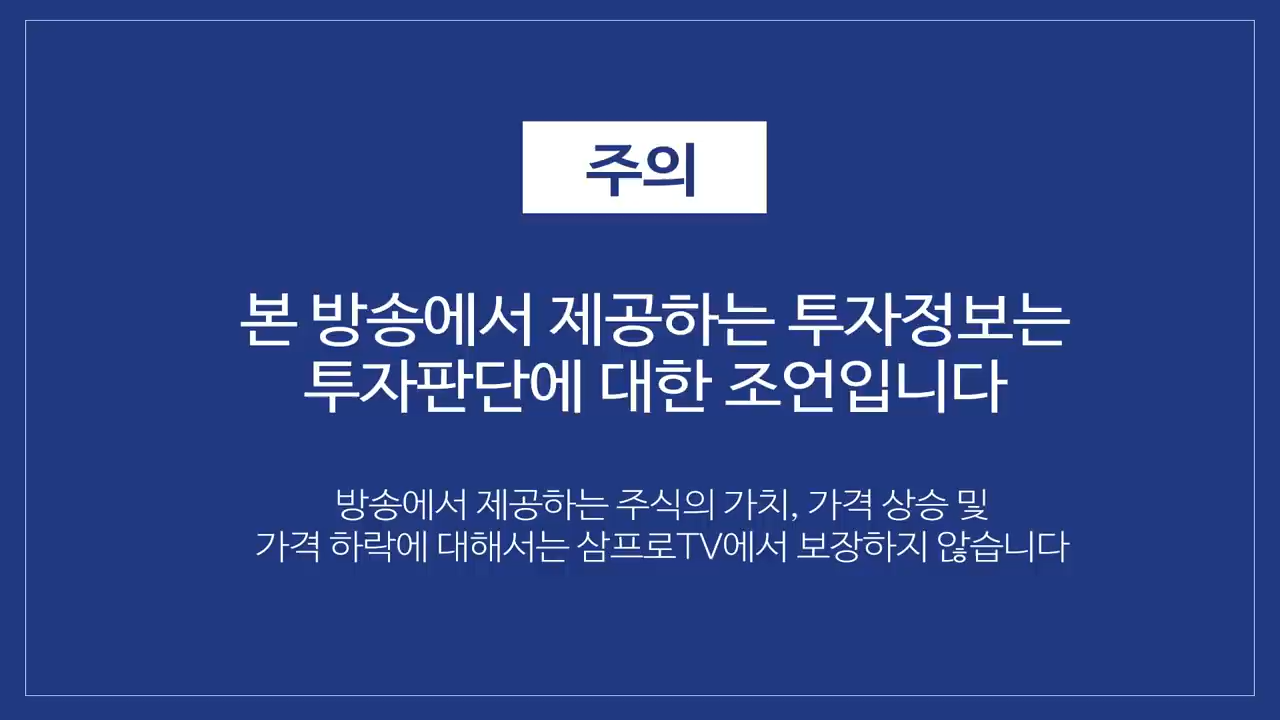 주의
본 방송에서 제공하는 투자정보는
투자판단에 대한 조언입니다
방송에서 제공하는 주식의 가치, 가격 상승 및
가격 하락에 대해서는 삼프로TV에서 보장하지 않습니다